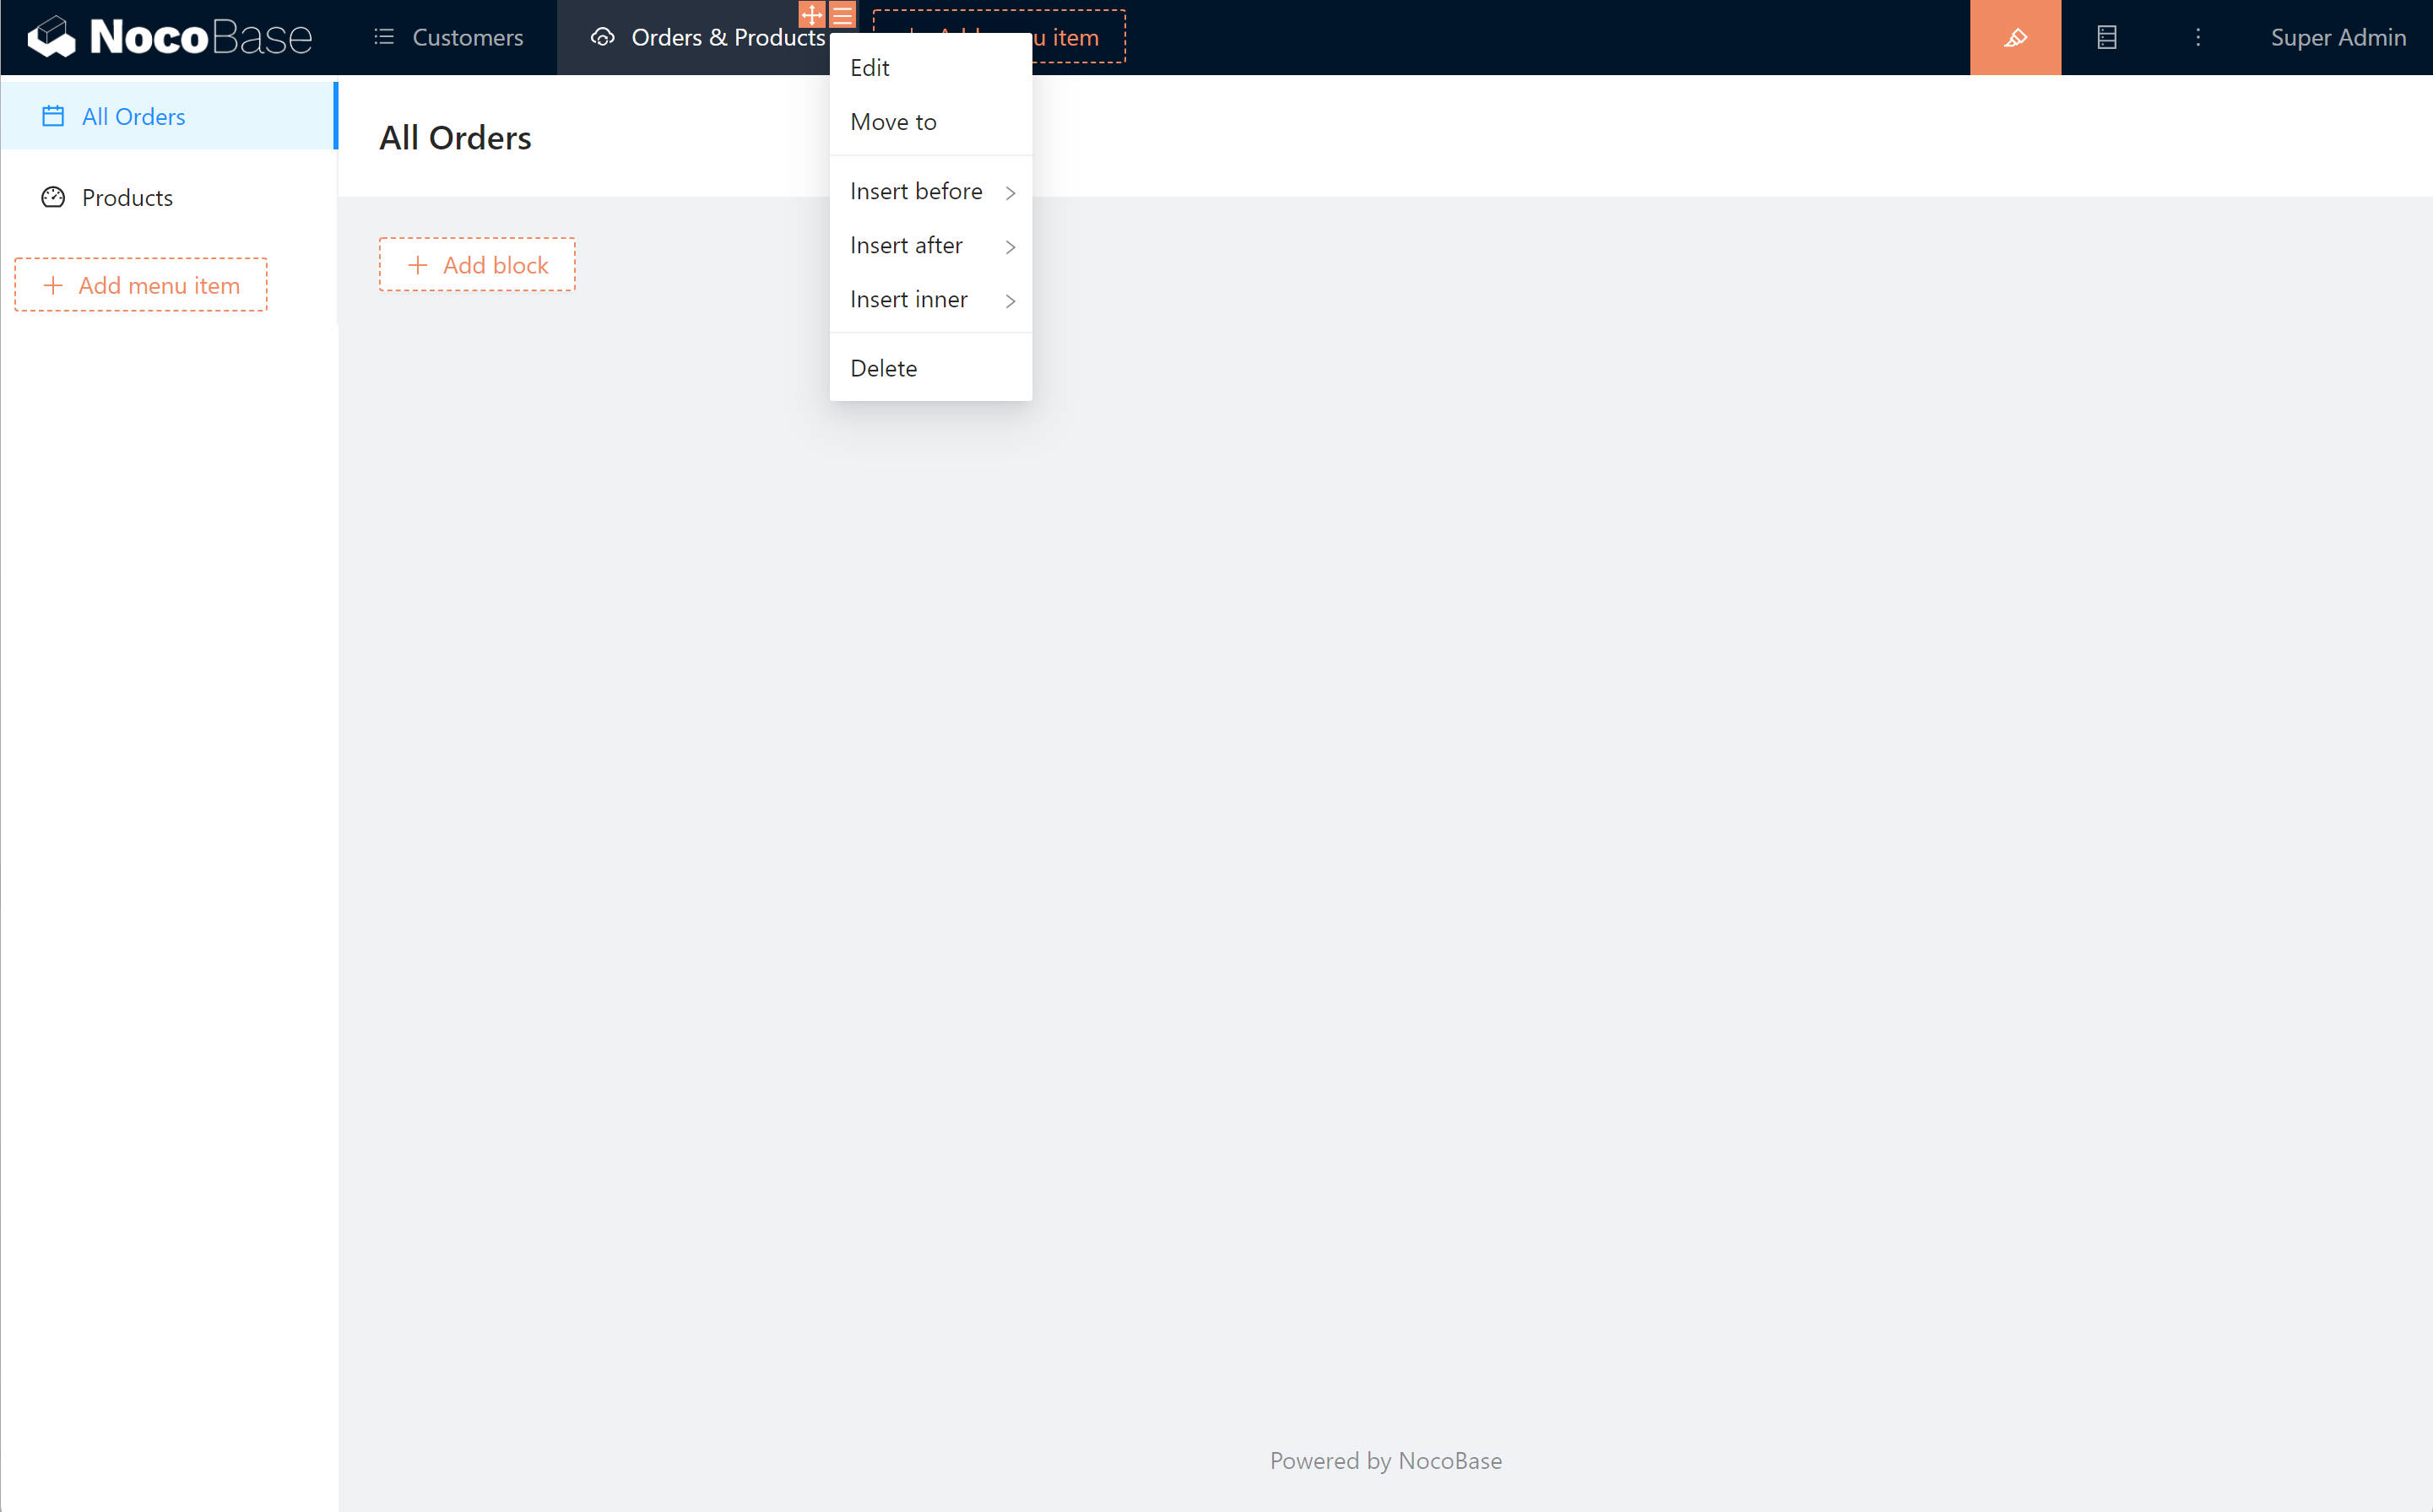 NocoBase
Customers
Orders & Products
u item
Super Admin
Edit
Move to
Insert before
Insert after
Insert inner
Delete
All Orders
Products
Add menu item
All Orders
Add block
Powered by NocoBase